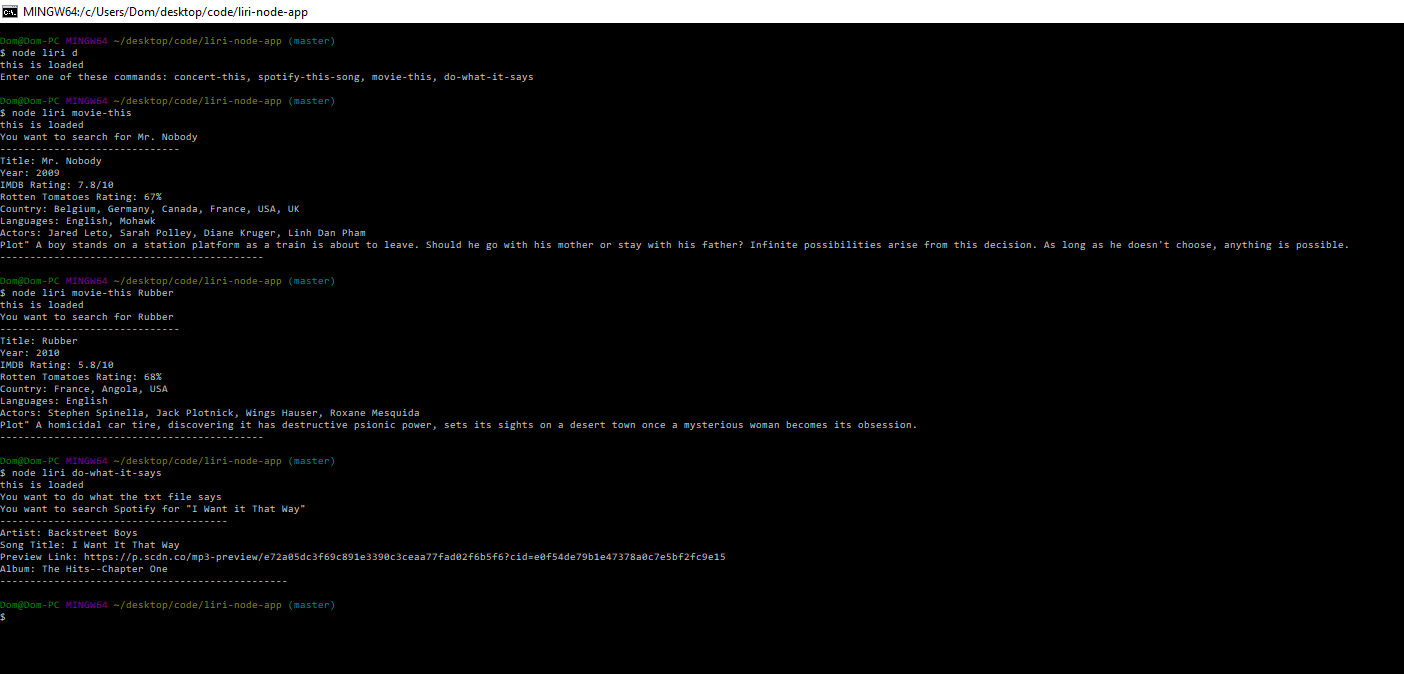 MINGW64:/c/Users/Dom/desktop/code/liri-node-app
Dom@Dom-PC MINGW64 ~/desktop/code/liri-node-app (master)
$ node liri d
this is loaded
Enter one of these commands: concert-this, spotify-this-song, movie-this, do-what-it-says
Dom@Dom-PC MINGW64 ~/desktop/code/liri-node-app (master)
$ node liri movie-this
this is loaded
You want to search for Mr. Nobody
------------------------------
Title: Mr. Nobody
Year: 2009
IMDB Rating: 7.8/10
Rotten Tomatoes Rating: 67%
Country: Belgium, Germany, Canada, France, USA, UK
Languages: English, Mohawk
Actors: Jared Leto, Sarah Polley, Diane Kruger, Linh Dan Pham
Plot" A boy stands on a station platform as a train is about to leave. Should he go with his mother or stay with his father? Infinite possibilities arise from this decision. As long as he doesn't choose, anything is possible.
--------------------------------------------
Dom@Dom-PC MINGW64 ~/desktop/code/liri-node-app (master)
$ node liri movie-this Rubber
this is loaded
You want to search for Rubber
------------------------------
Title: Rubber
Year: 2010
IMDB Rating: 5.8/10
Rotten Tomatoes Rating: 68%
Country: France, Angola, USA
Languages: English
Actors: Stephen Spinella, Jack Plotnick, Wings Hauser, Roxane Mesquida
Plot" A homicidal car tire, discovering it has destructive psionic power, sets its sights on a desert town once a mysterious woman becomes its obsession.
--------------------------------------------
Dom@Dom-PC MINGW64 ~/desktop/code/liri-node-app (master)
$ node liri do-what-it-says
this is loaded
You want to do what the txt file says
You want to search Spotify for "I Want it That Way"
--------------------------------------
Artist: Backstreet Boys
Song Title: I Want It That Way
Preview Link: https://p.scdn.co/mp3-preview/e72a05dc3f69c891e3390c3ceaa77fad02f6b5f6?cid=e0f54de79b1e47378a0c7e5bf2fc9e15
Album: The Hits--Chapter One
------------------------------------------------
Dom@Dom-PC MINGW64 ~/desktop/code/liri-node-app (master)
$